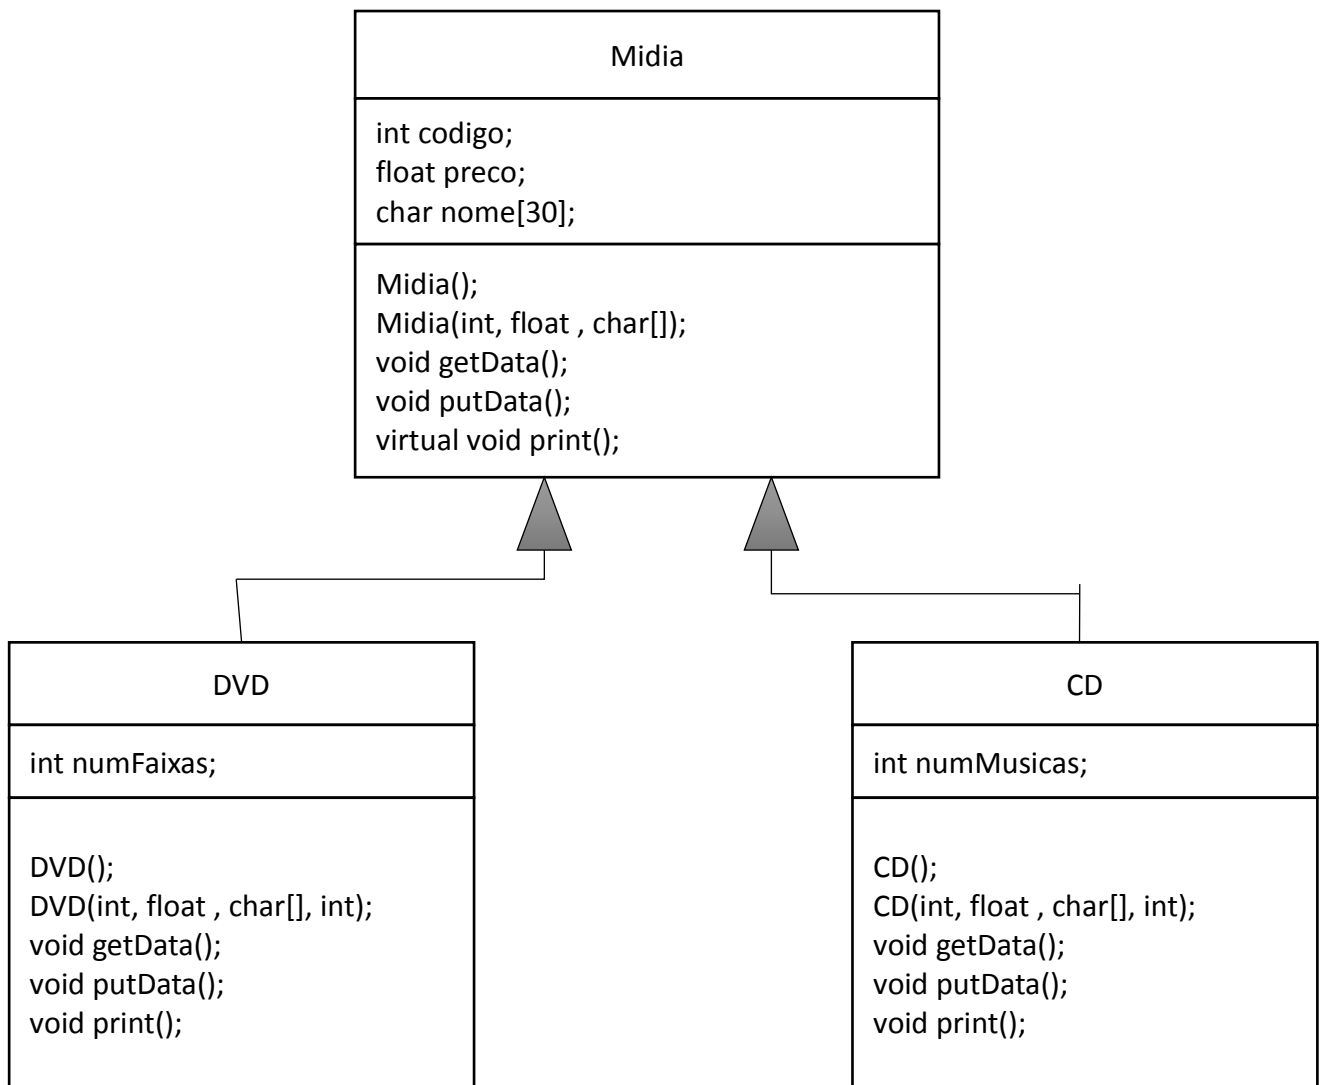 Midia
int codigo;
float preco;
char nome[30];
Midia();
Midia(int, float , char[]);
void getData();
void putData();
virtual void print();
DVD
int numFaixas;
DVD();
DVD(int, float , char[], int);
void getData();
void putData();
void print();
CD
int numMusicas;
CD();
CD(int, float , char[], int);
void getData();
void putData();
void print();